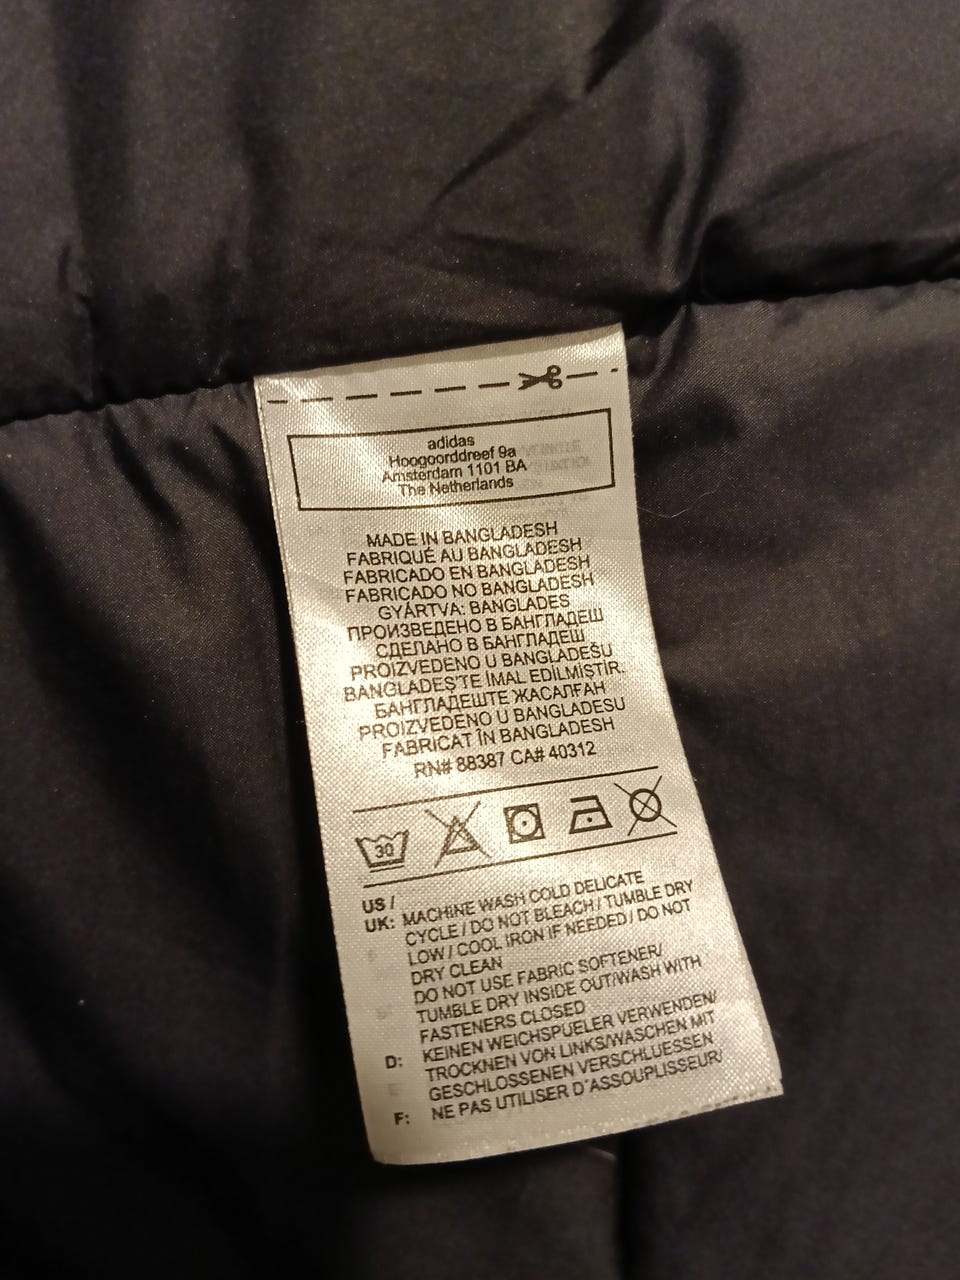 adidas
Hoogoorddreef 9a
Amsterdam 1101 BA
The Netherlands
MADE IN BANGLADESH
FABRIQUÉ AU BANGLADESH
FABRICADO EN BANGLADESH
FABRICADO NO BANGLADESH
GYÁRTVA: BANGLADES
ПРОИЗВЕДЕНО В БАНГЛАДЕШ
СДЕЛАНО В БАНГЛАДЕШ
PROIZVEDENO U BANGLADEŠU
BANGLADEŞ'TE İMAL EDİLMİŞTİR.
БАНГЛАДЕШТЕ ЖАСАЛҒАН
PROIZVEDENO U BANGLADESU
FABRICAT ÎN BANGLADESH
RN# 88387 CA# 40312
30
US /
UK: MACHINE WASH COLD DELICATE
CYCLE / DO NOT BLEACH / TUMBLE DRY
LOW / COOL IRON IF NEEDED / DO NOT
DRY CLEAN
DO NOT USE FABRIC SOFTENER/
TUMBLE DRY INSIDE OUT/WASH WITH
FASTENERS CLOSED
D: KEINEN WEICHSPUELER VERWENDEN/
TROCKNEN VON LINKS/WASCHEN MIT
GESCHLOSSENEN VERSCHLUESSEN
F: NE PAS UTILISER D´ASSOUPLISSEUR/